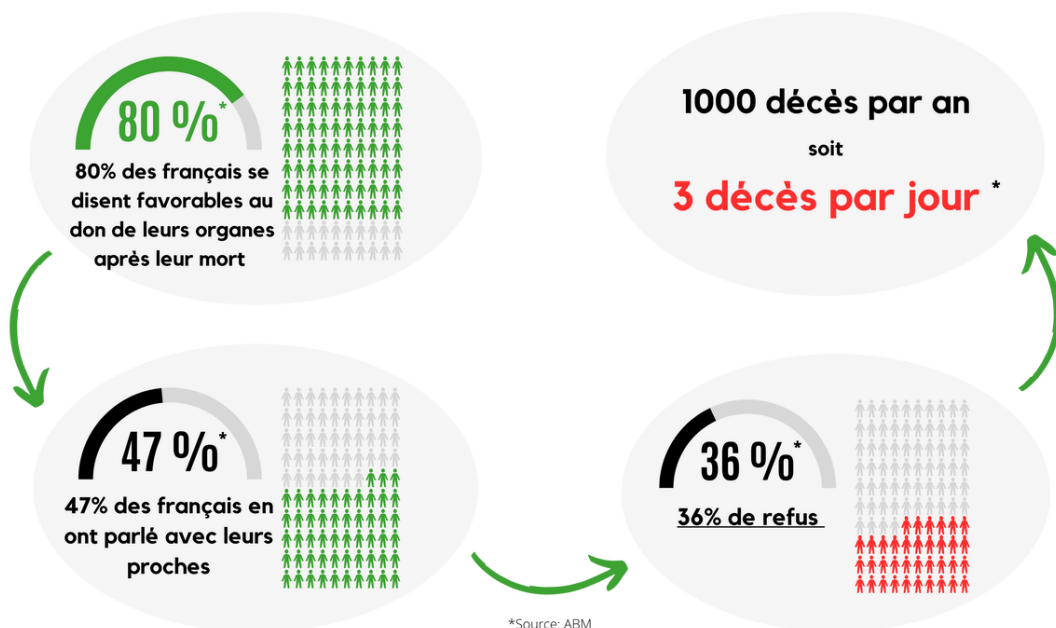 80 %*
80% des français se
disent favorables au
don de leurs organes
après leur mort
47 %*
47% des français en
ont parlé avec leurs
proches
36 %*
36% de refus
1000 décès par an
soit
3 décès par jour *
*Source: ABM